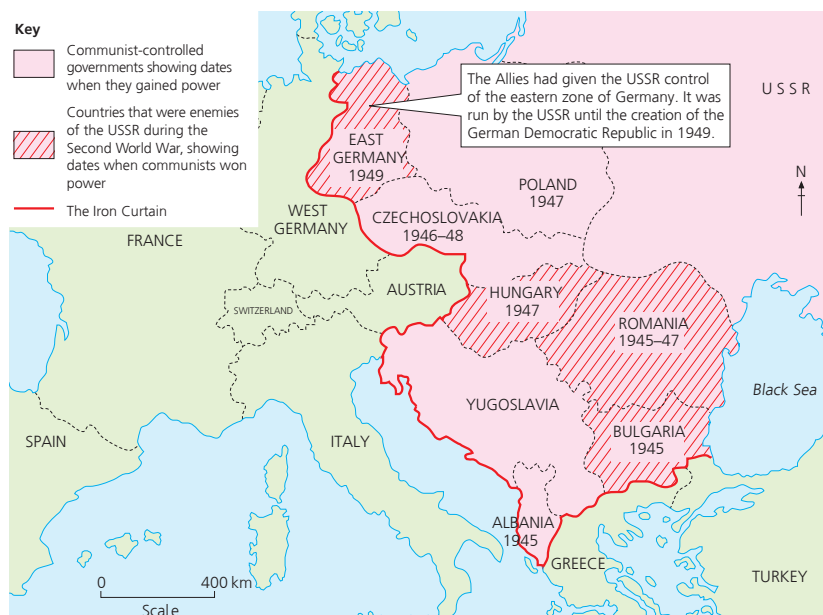 Key
Communist-controlled
governments showing dates
when they gained power
Countries that were enemies
of the USSR during the
Second World War, showing
dates when communists won
power
The Iron Curtain
The Allies had given the USSR control
of the eastern zone of Germany. It was
run by the USSR until the creation of the
German Democratic Republic in 1949.
USSR
N
EAST
GERMANY
1949
POLAND
1947
WEST
GERMANY
CZECHOSLOVAKIA
1946–48
FRANCE
AUSTRIA
HUNGARY
1947
SWITZERLAND
ROMANIA
1945–47
Black Sea
YUGOSLAVIA
SPAIN
ITALY
BULGARIA
1945
ALBANIA
1945
GREECE
TURKEY
0 400 km
Scale